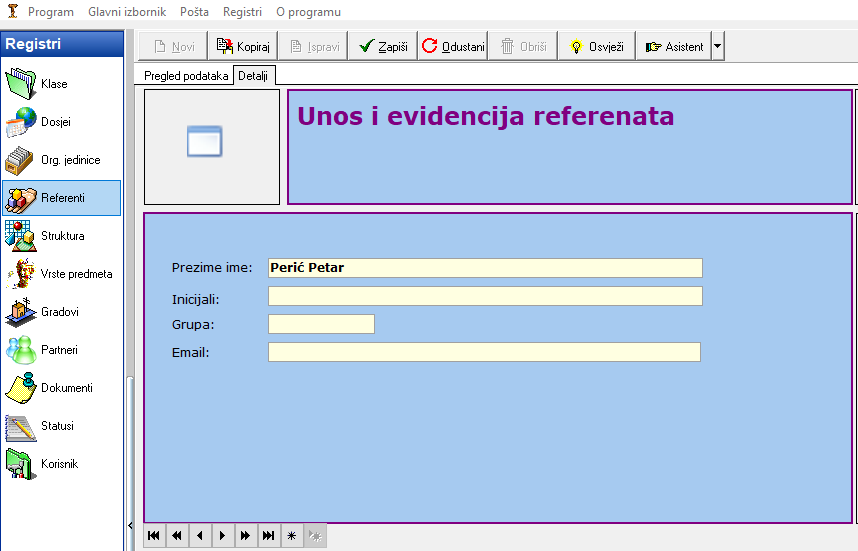 Program Glavni izbornik Pošta Registri O programu
Registri
Novi Kopiraj Ispravi Zapiši Odustani Obriši Osvježi Asistent
Pregled podataka Detalji
Klase
Dosjei
Org. jedinice
Referenti
Struktura
Vrste predmeta
Gradovi
Partneri
Dokumenti
Statusi
Korisnik
Unos i evidencija referenata
Prezime ime: Perić Petar
Inicijali:
Grupa:
Email: